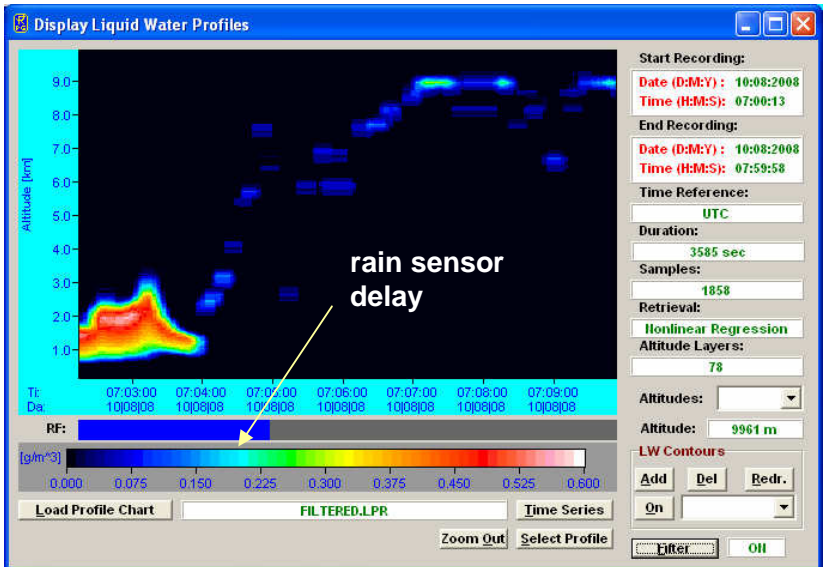 Display Liquid Water Profiles
Start Recording:
Date (D:M:Y) : 10:08:2008
Time (H:M:S): 07:00:13
End Recording:
Date (D:M:Y) : 10:08:2008
Time (H:M:S): 07:59:58
Time Reference:
UTC
Duration:
3585 sec
Samples:
1858
Retrieval:
Nonlinear Regression
Altitude Layers:
78
Altitudes:
Altitude: 9961 m
LW Contours
Add Del Redr.
On
Filter ON
Altitude [km]
9.0
8.0
7.0
6.0
5.0
4.0
3.0
2.0
1.0
rain sensor
delay
Ti: 07:03:00 07:04:00 07:05:00 07:06:00 07:07:00 07:08:00 07:09:00
Da: 10|08|08 10|08|08 10|08|08 10|08|08 10|08|08 10|08|08 10|08|08
RF:
[g/m^3]
0.000 0.075 0.150 0.225 0.300 0.375 0.450 0.525 0.600
Load Profile Chart FILTERED.LPR Time Series
Zoom Out Select Profile